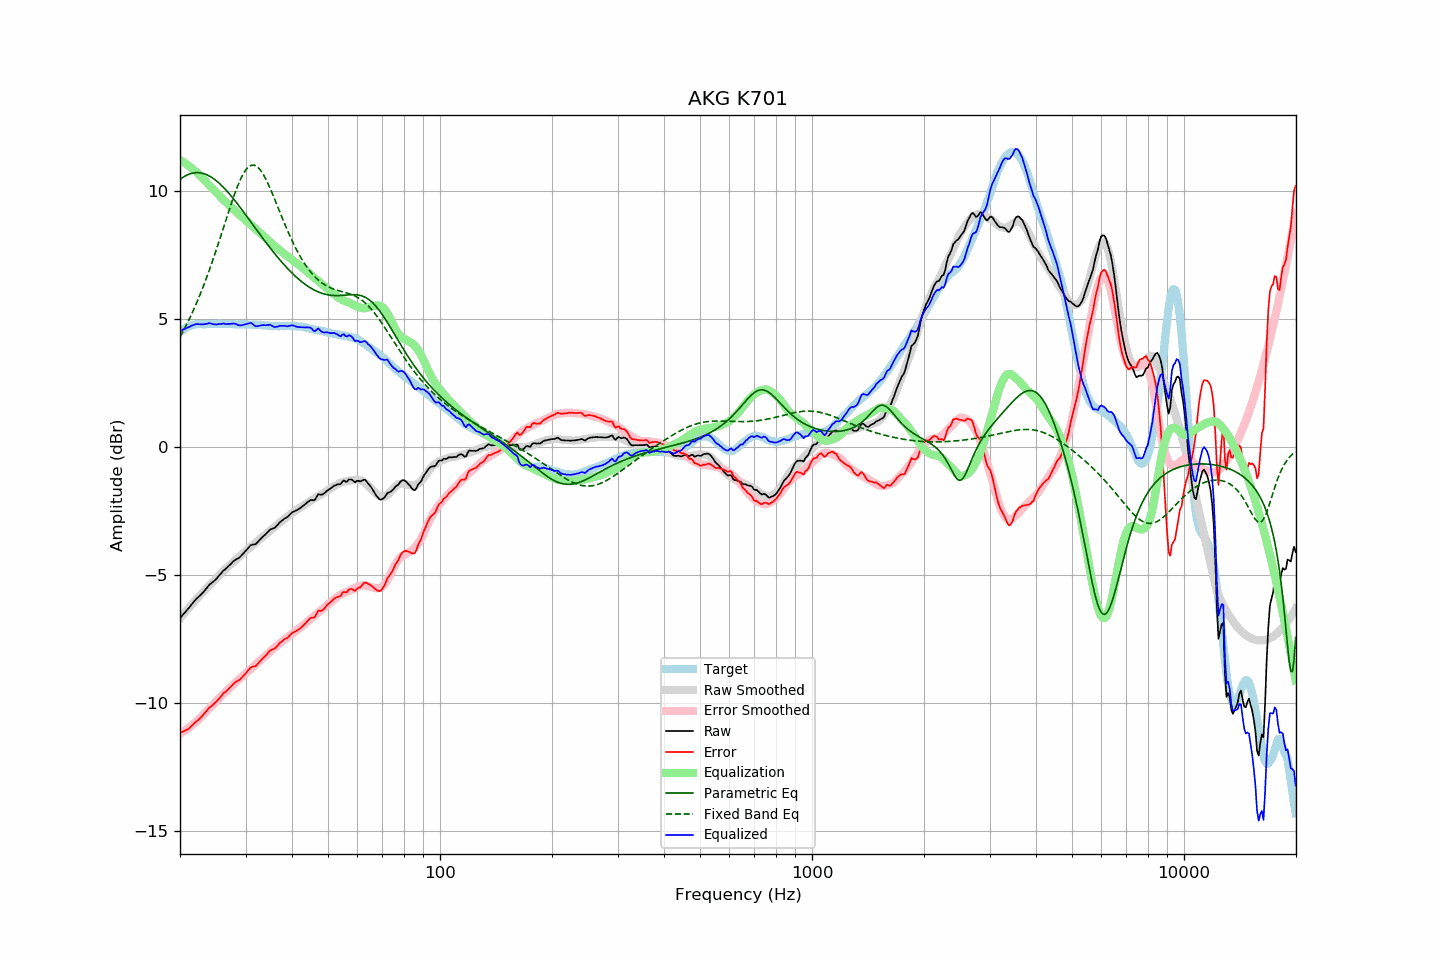 AKG K701
Amplitude (dBr)
10
5
0
−5
−10
−15
100
1000
10000
Frequency (Hz)
Target
Raw Smoothed
Error Smoothed
Raw
Error
Equalization
Parametric Eq
Fixed Band Eq
Equalized